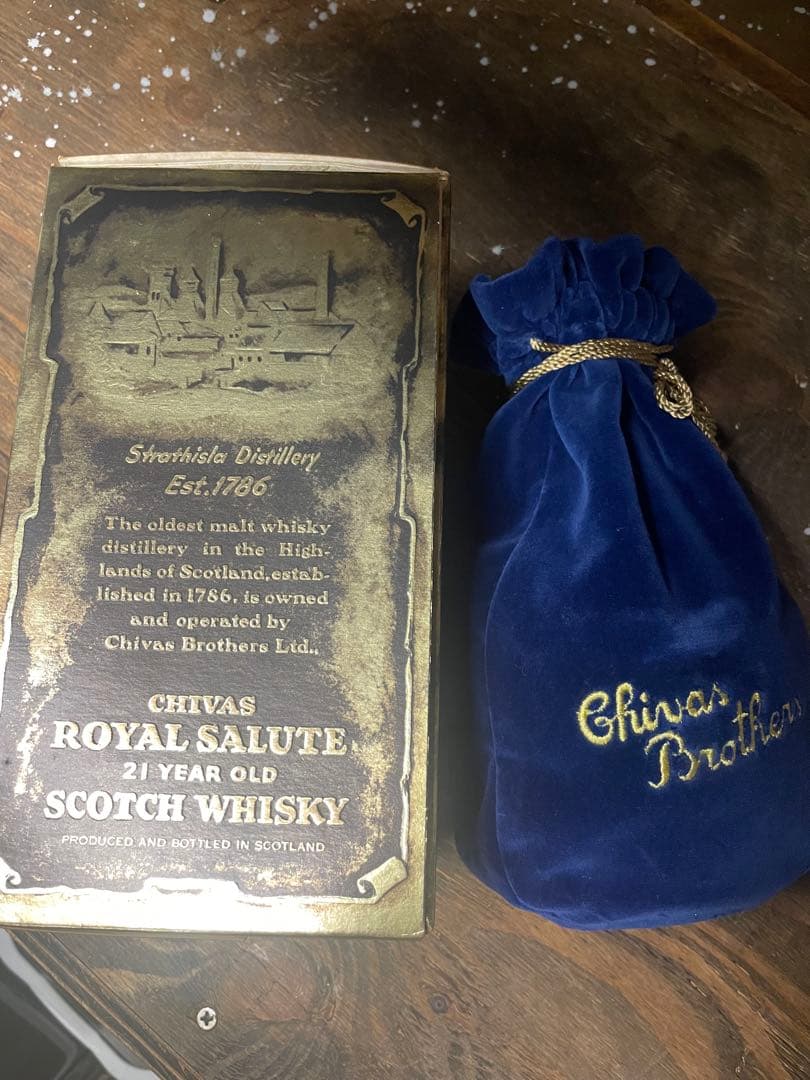 Strathisla Distillery
Est.1786
The oldest malt whisky
distillery in the High-
lands of Scotland,estab-
lished in 1786, is owned
and operated by
Chivas Brothers Ltd.,
CHIVAS
ROYAL SALUTE
21 YEAR OLD
SCOTCH WHISKY
PRODUCED AND BOTTLED IN SCOTLAND
Chivas
Brothers